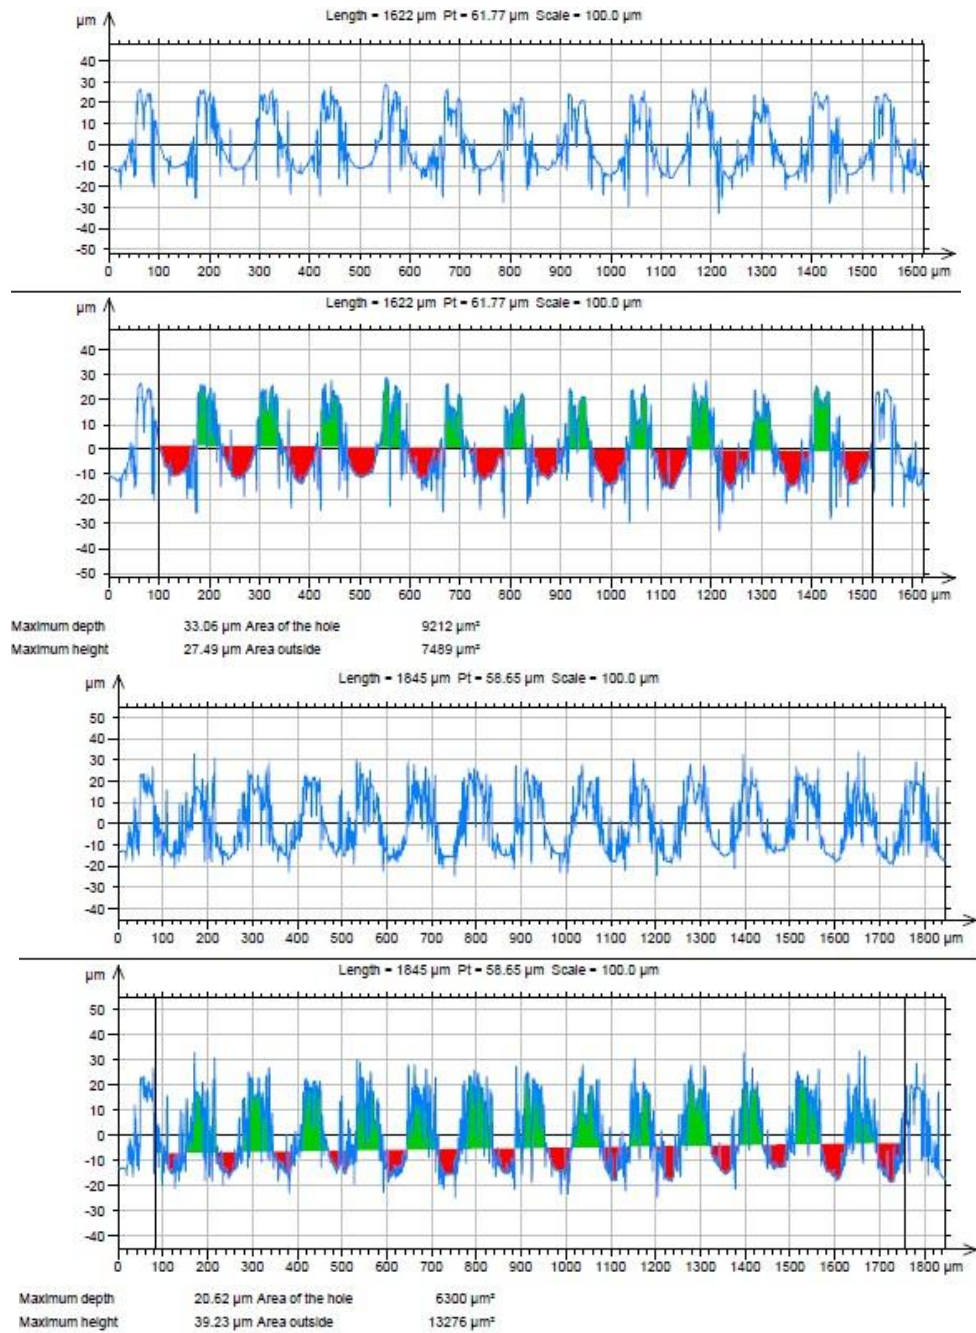 Length = 1622 µm Pt = 61.77 µm Scale = 100.0 µm
µm
40
30
20
10
0
-10
-20
-30
-40
-50
0 100 200 300 400 500 600 700 800 900 1000 1100 1200 1300 1400 1500 1600 µm
Length = 1622 µm Pt = 61.77 µm Scale = 100.0 µm
µm
40
30
20
10
0
-10
-20
-30
-40
-50
0 100 200 300 400 500 600 700 800 900 1000 1100 1200 1300 1400 1500 1600 µm
Maximum depth 33.06 µm Area of the hole 9212 µm²
Maximum height 27.49 µm Area outside 7489 µm²
Length = 1845 µm Pt = 58.65 µm Scale = 100.0 µm
µm
50
40
30
20
10
0
-10
-20
-30
-40
0 100 200 300 400 500 600 700 800 900 1000 1100 1200 1300 1400 1500 1600 1700 1800 µm
Length = 1845 µm Pt = 58.65 µm Scale = 100.0 µm
µm
50
40
30
20
10
0
-10
-20
-30
-40
0 100 200 300 400 500 600 700 800 900 1000 1100 1200 1300 1400 1500 1600 1700 1800 µm
Maximum depth 20.62 µm Area of the hole 6300 µm²
Maximum height 39.23 µm Area outside 13276 µm²